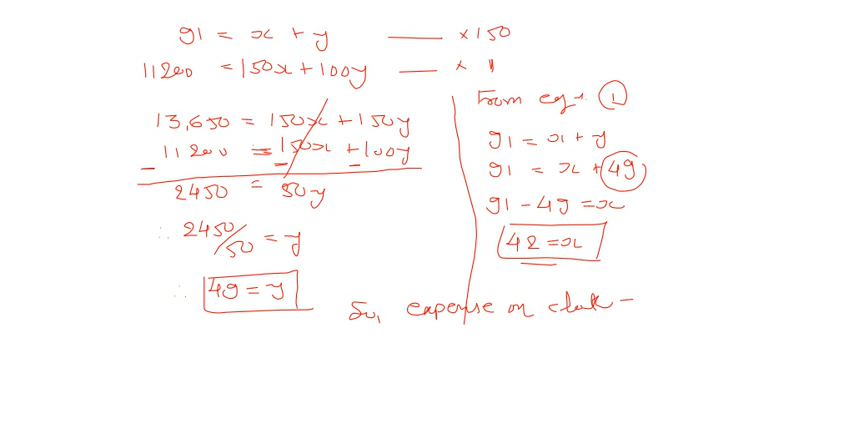 91 = x + y —— × 150
11200 = 150x + 100y —— × 1
13,650 = 150x + 150y
- 11200 = 150x + 100y
2450 = 50y
∴ 2450/50 = y
∴ 49 = y
From eqn. ①
91 = x + y
91 = x + 49
91 - 49 = x
42 = x
So, expense on cloth -